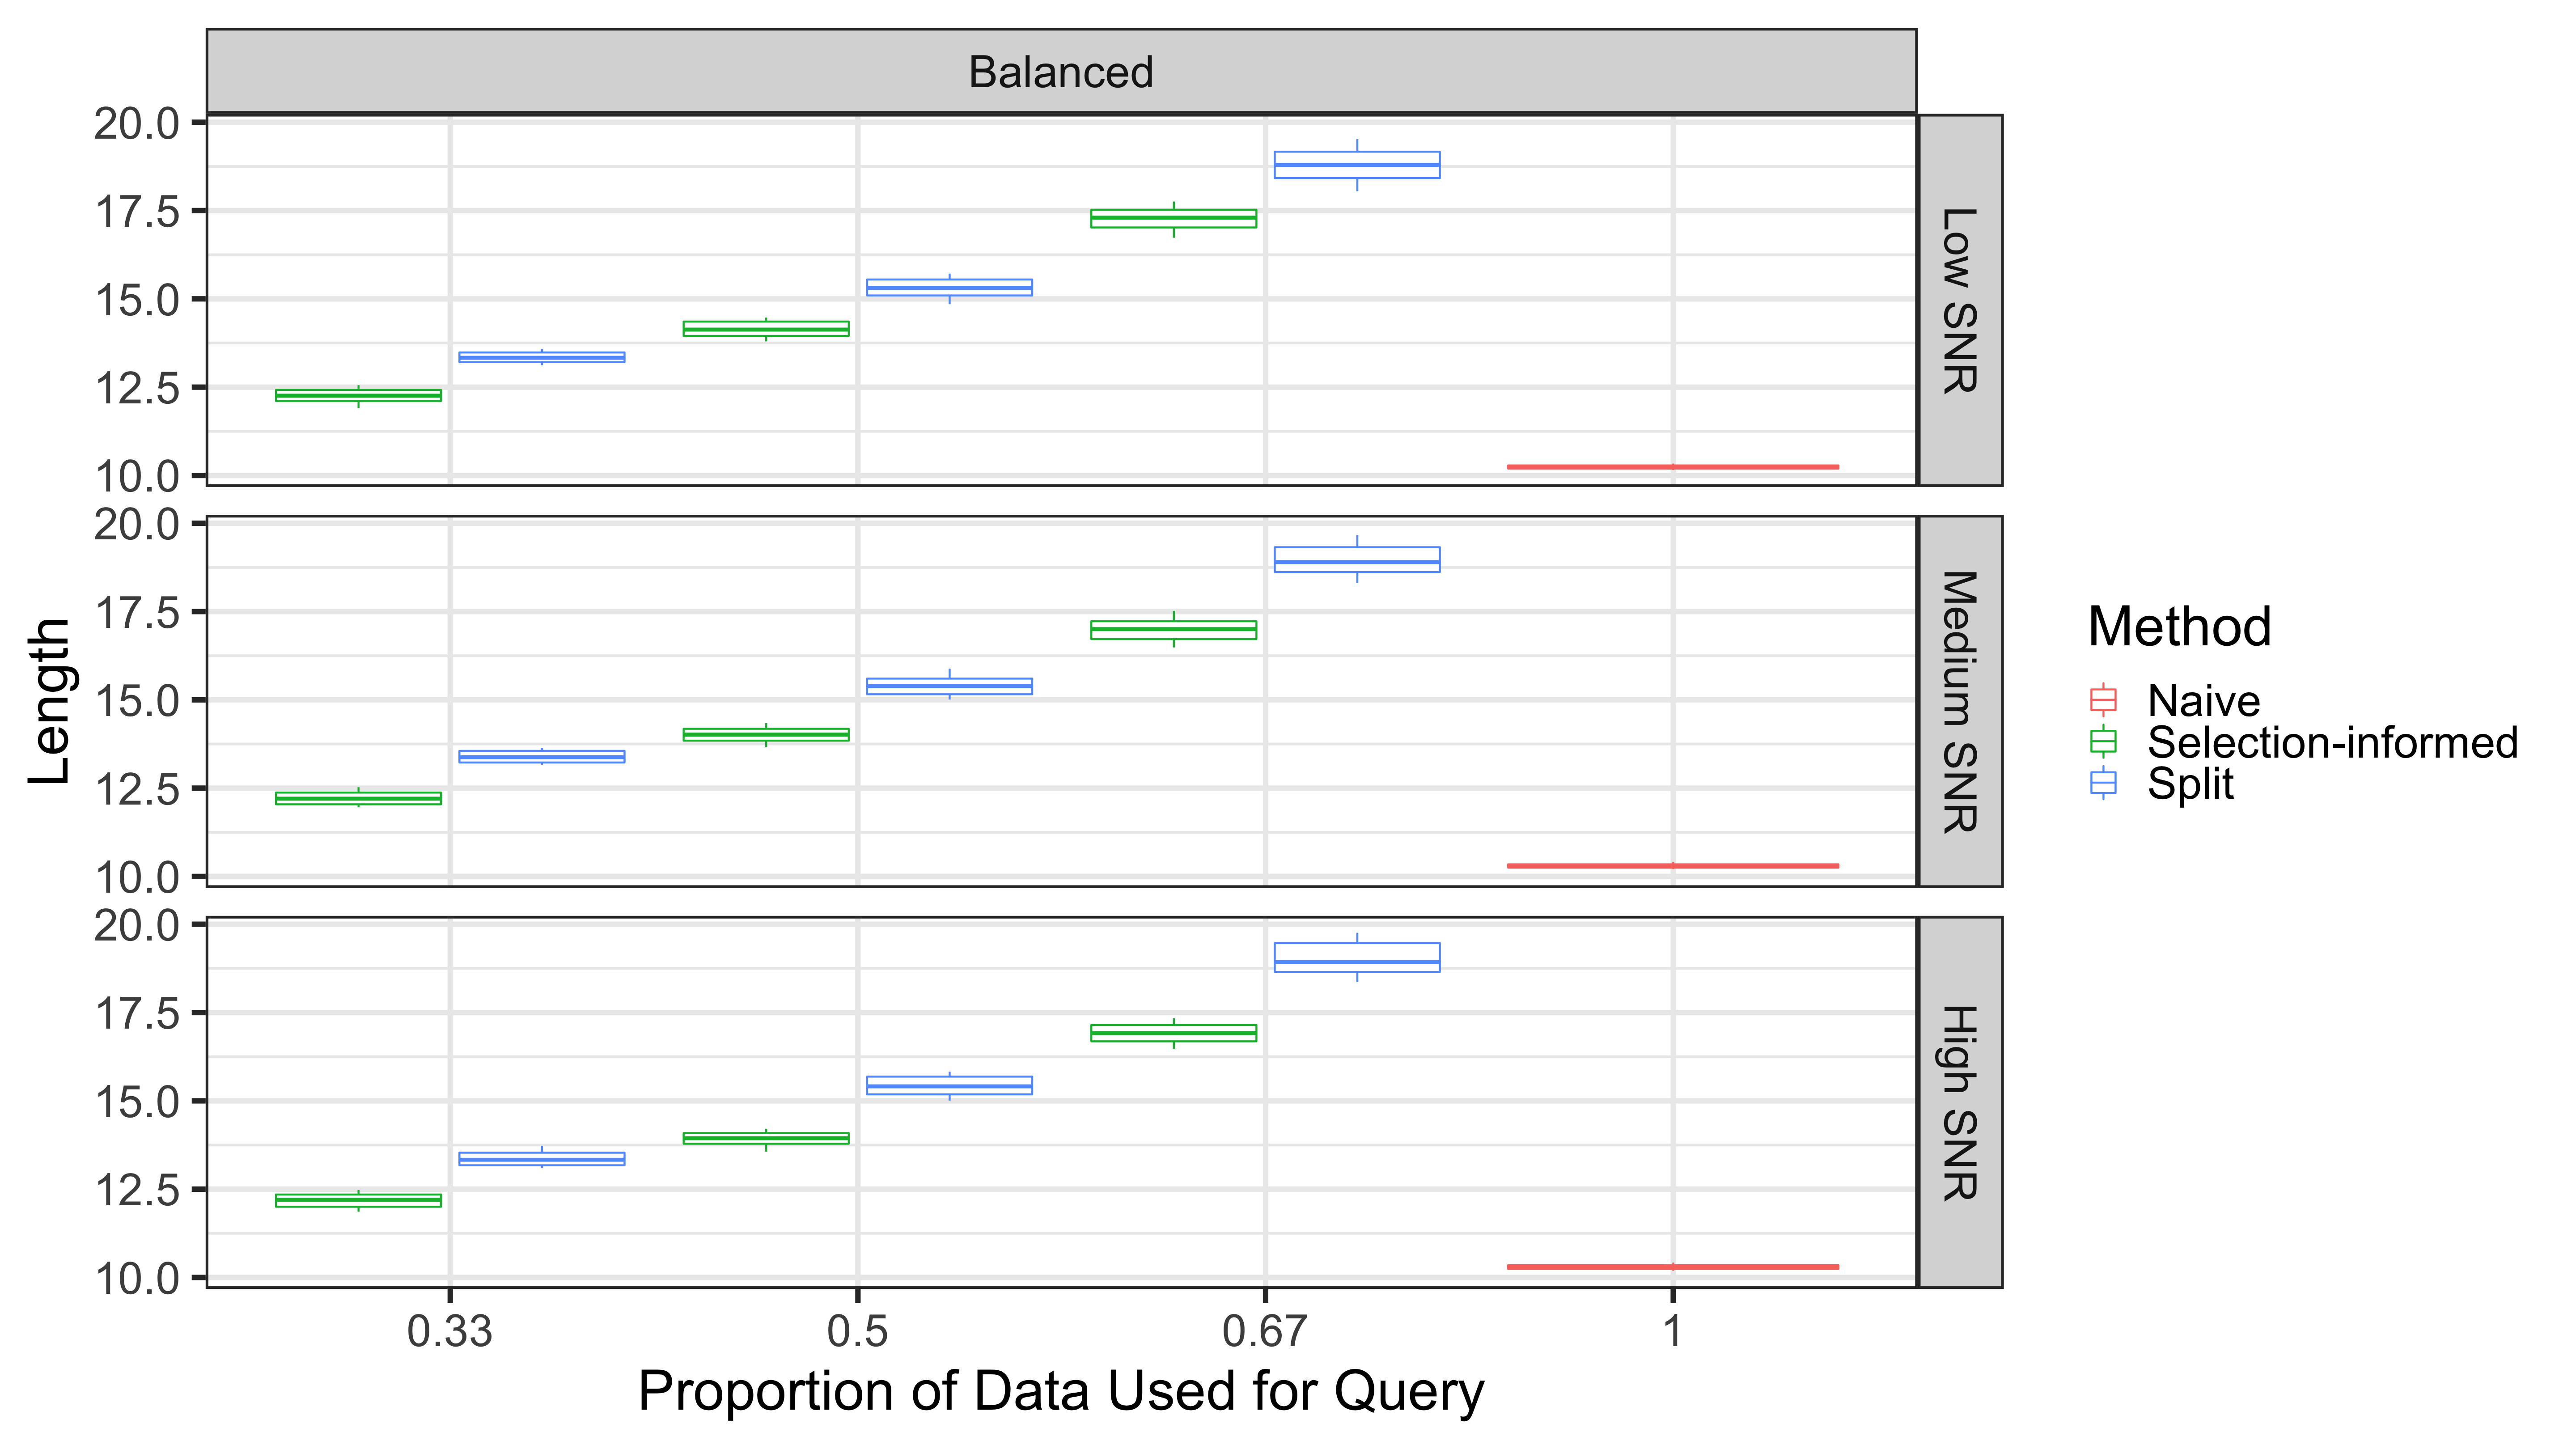 Balanced
20.0
17.5
15.0
12.5
10.0
Low SNR
20.0
17.5
15.0
12.5
10.0
Medium SNR
20.0
17.5
15.0
12.5
10.0
High SNR
Length
0.33 0.5 0.67 1
Proportion of Data Used for Query
Method
Naive
Selection-informed
Split